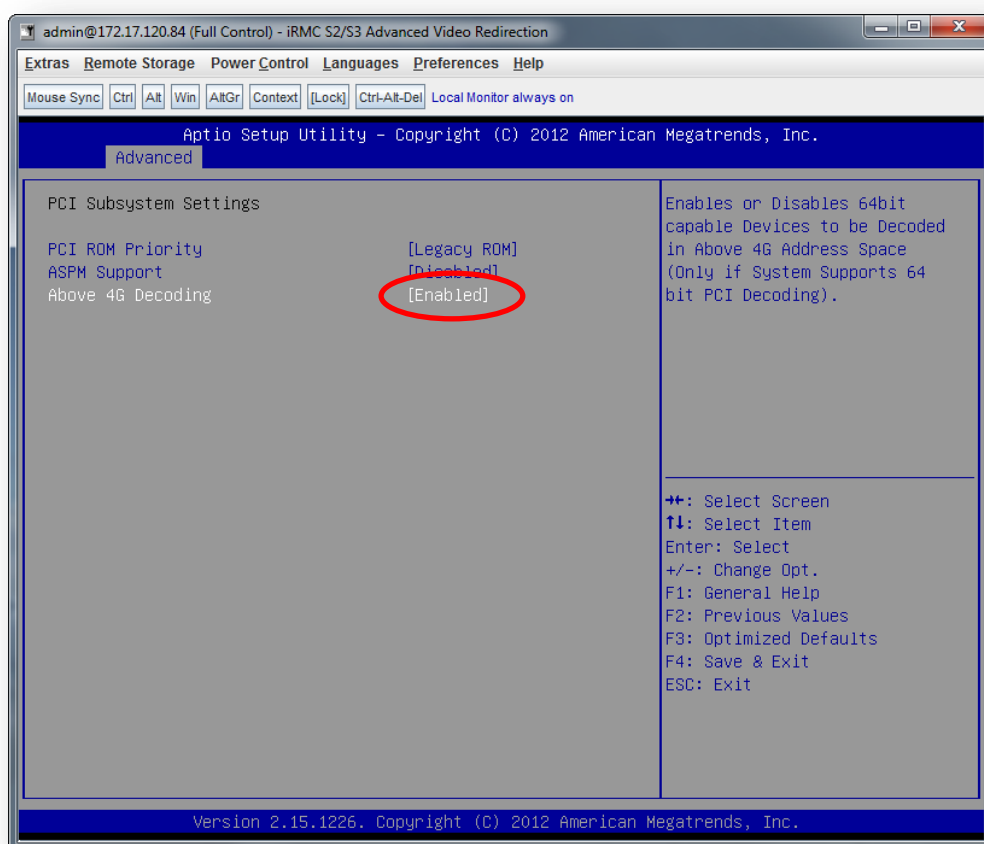 admin@172.17.120.84 (Full Control) - iRMC S2/S3 Advanced Video Redirection
Extras Remote Storage Power Control Languages Preferences Help
Mouse Sync Ctrl Alt Win AltGr Context [Lock] Ctrl-Alt-Del Local Monitor always on
Aptio Setup Utility – Copyright (C) 2012 American Megatrends, Inc.
Advanced
PCI Subsystem Settings
PCI ROM Priority [Legacy ROM]
ASPM Support [Disabled]
Above 4G Decoding [Enabled]
Enables or Disables 64bit
capable Devices to be Decoded
in Above 4G Address Space
(Only if System Supports 64
bit PCI Decoding).
→←: Select Screen
↑↓: Select Item
Enter: Select
+/-: Change Opt.
F1: General Help
F2: Previous Values
F3: Optimized Defaults
F4: Save & Exit
ESC: Exit
Version 2.15.1226. Copyright (C) 2012 American Megatrends, Inc.